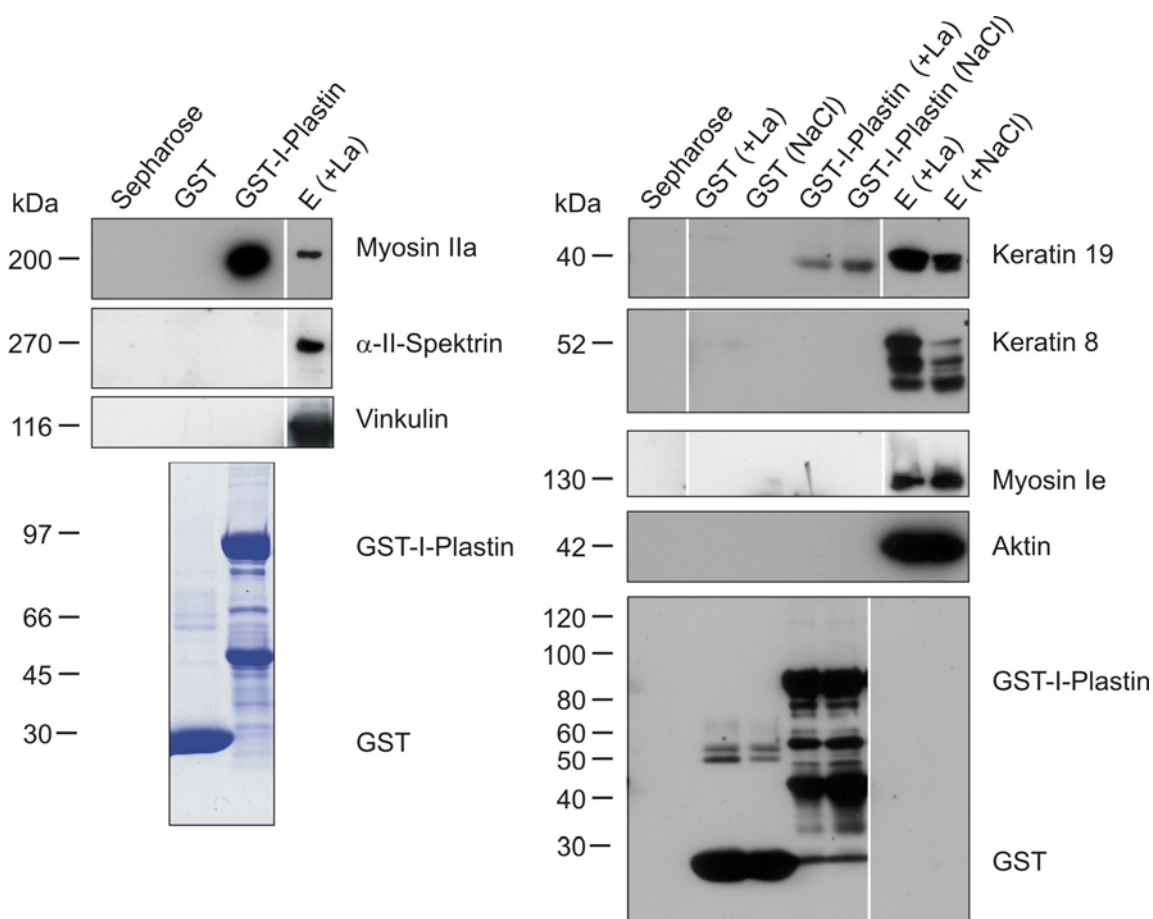 Sepharose
GST
GST-I-Plastin
E (+La)
kDa
200
Myosin IIa
270
α-II-Spektrin
116
Vinkulin
97
GST-I-Plastin
66
45
30
GST
Sepharose
GST (+La)
GST (NaCl)
GST-I-Plastin (+La)
GST-I-Plastin (NaCl)
E (+La)
E (+NaCl)
kDa
40
Keratin 19
52
Keratin 8
130
Myosin Ie
42
Aktin
120
100
GST-I-Plastin
80
60
50
40
30
GST